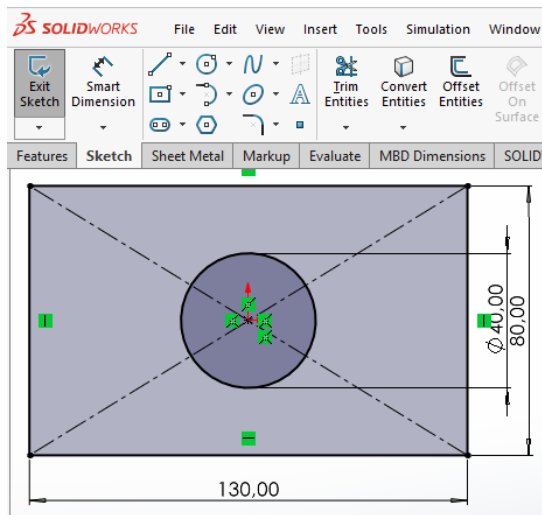 SOLIDWORKS File Edit View Insert Tools Simulation Window
Exit Sketch
Smart Dimension
Trim Entities
Convert Entities
Offset Entities
Offset On Surface
Features Sketch Sheet Metal Markup Evaluate MBD Dimensions SOLID
Ø40,00
80,00
130,00